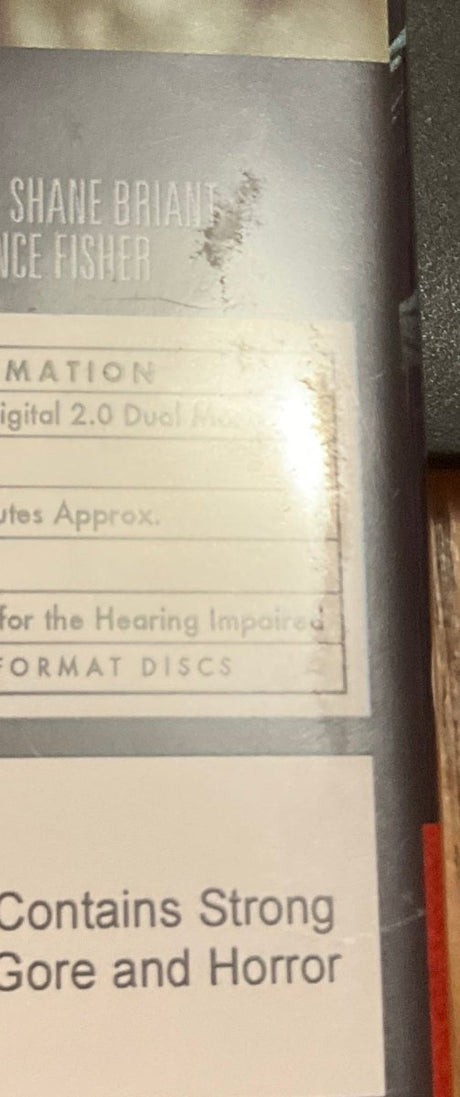 SHANE BRIANT
NCE FISHER
MATION
igital 2.0 Dual
utes Approx.
for the Hearing Impaired
FORMAT DISCS
Contains Strong
Gore and Horror